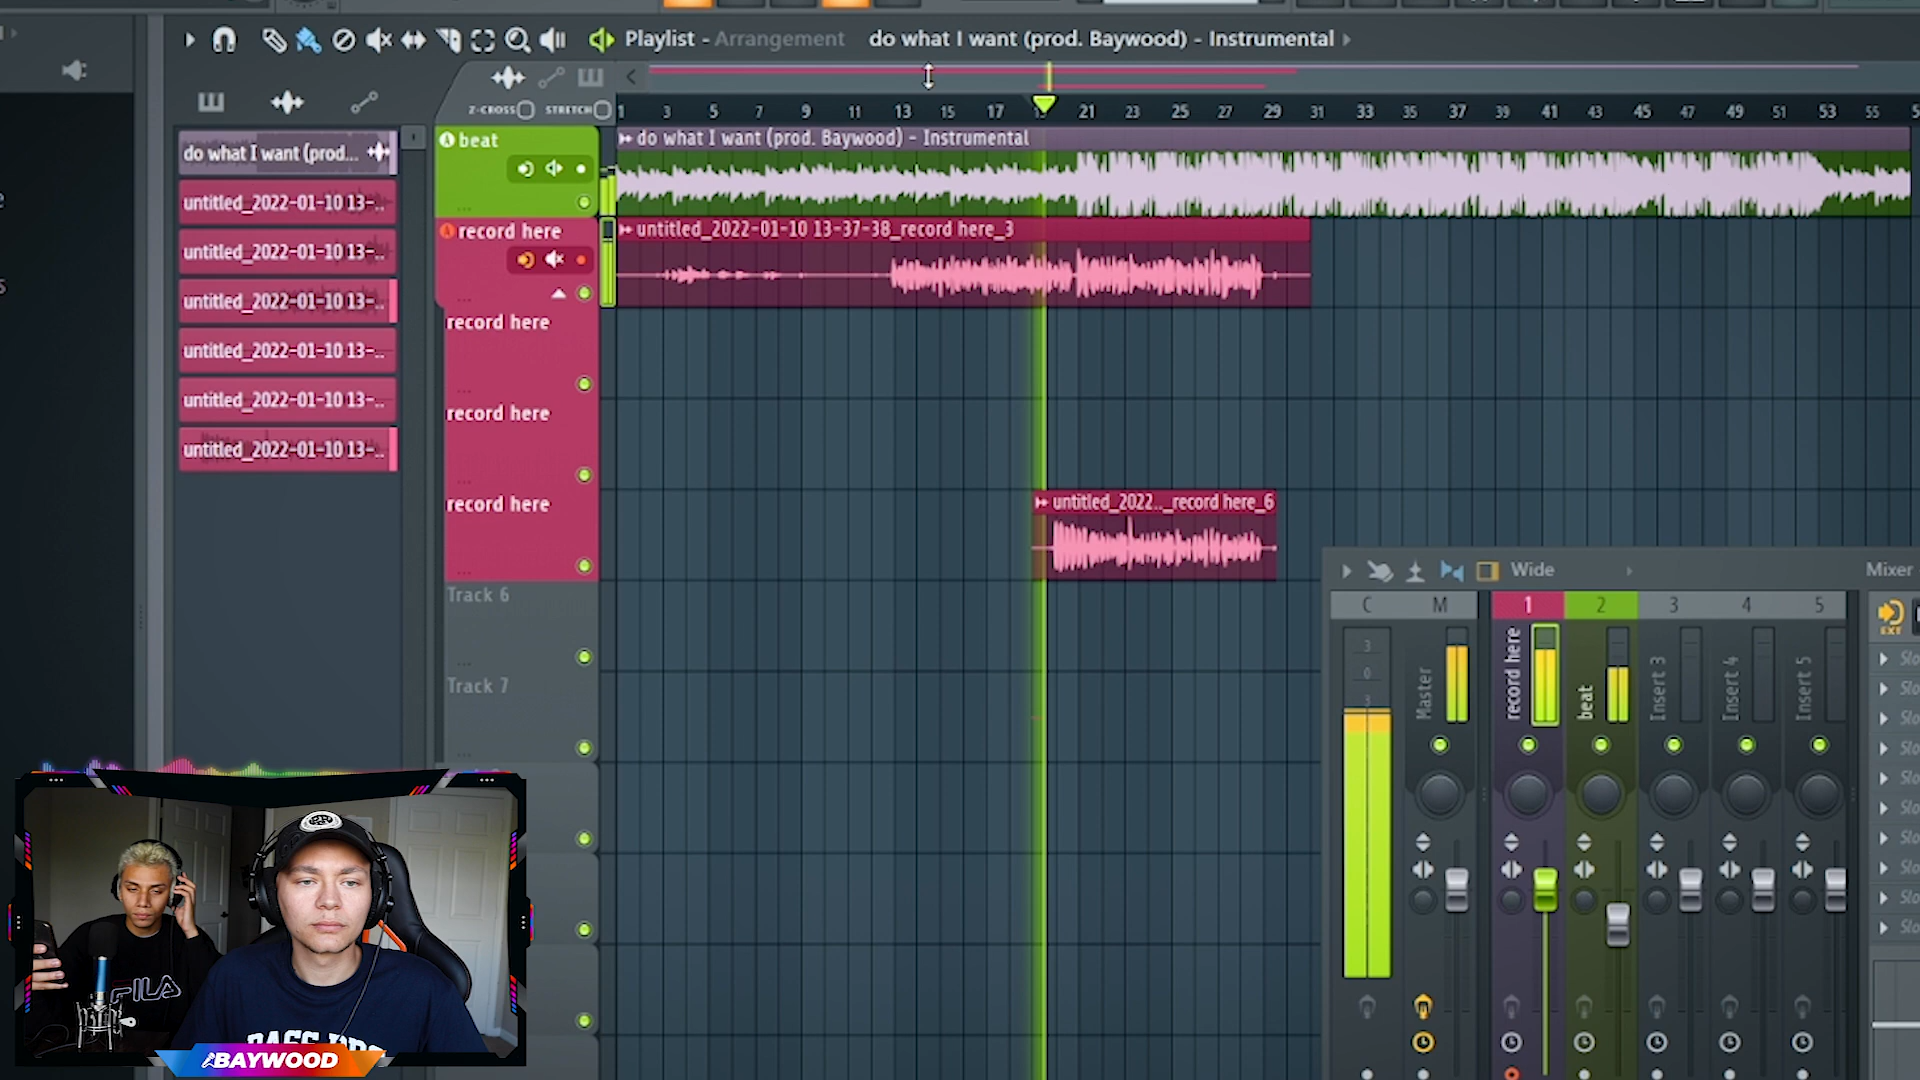 Playlist - Arrangement do what I want (prod. Baywood) - Instrumental
Z-CROSS STRETCH
1 3 5 7 9 11 13 15 17 21 23 25 27 29 31 33 35 37 39 41 43 45 47 49 51 53 55
do what I want (prod...
untitled_2022-01-10 13-..
untitled_2022-01-10 13-..
untitled_2022-01-10 13-..
untitled_2022-01-10 13-..
untitled_2022-01-10 13-..
untitled_2022-01-10 13-..
beat
do what I want (prod. Baywood) - Instrumental
record here
untitled_2022-01-10 13-37-38_record here_3
record here
record here
record here
untitled_2022.._record here_6
Track 6
Track 7
Wide
Mixer
C M 1 2 3 4 5
3
0
3
Master
record here
beat
Insert 3
Insert 4
Insert 5
EXT
FILA
BAYWOOD